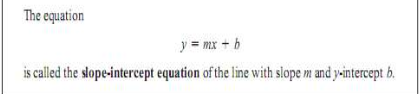 The equation
y = mx + b
is called the slope-intercept equation of the line with slope m and y-intercept b.